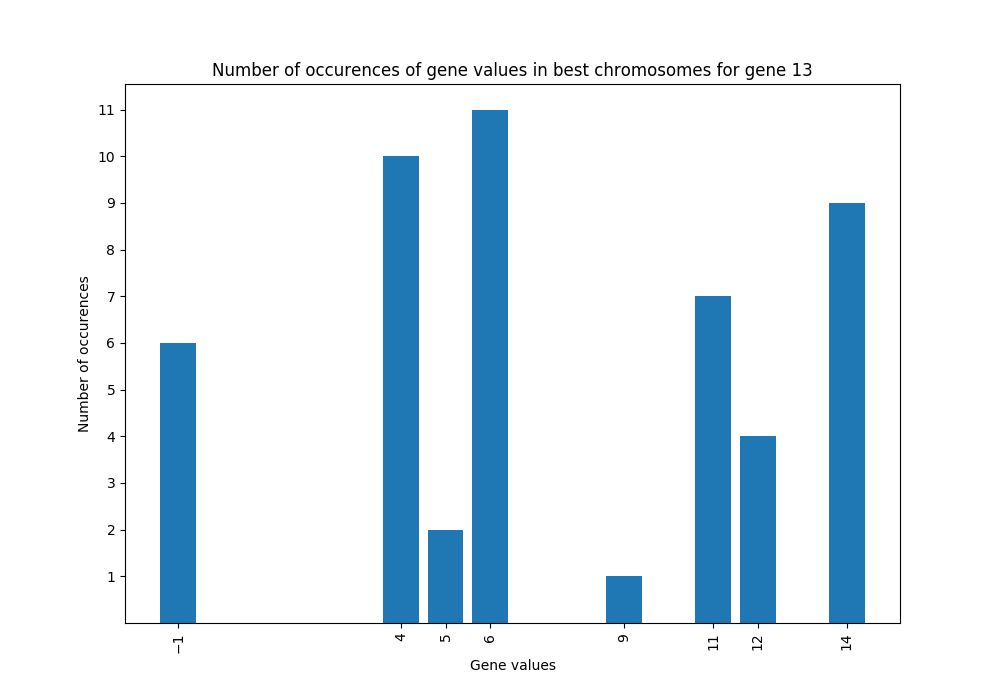 Number of occurences of gene values in best chromosomes for gene 13
11
10
9
8
7
6
5
4
3
2
1
Number of occurences
−1 4 5 6 9 11 12 14
Gene values